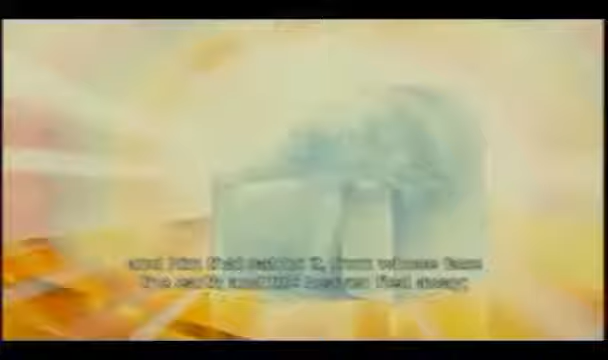 and him that sat on it, from whose face
the earth and the heaven fled away;